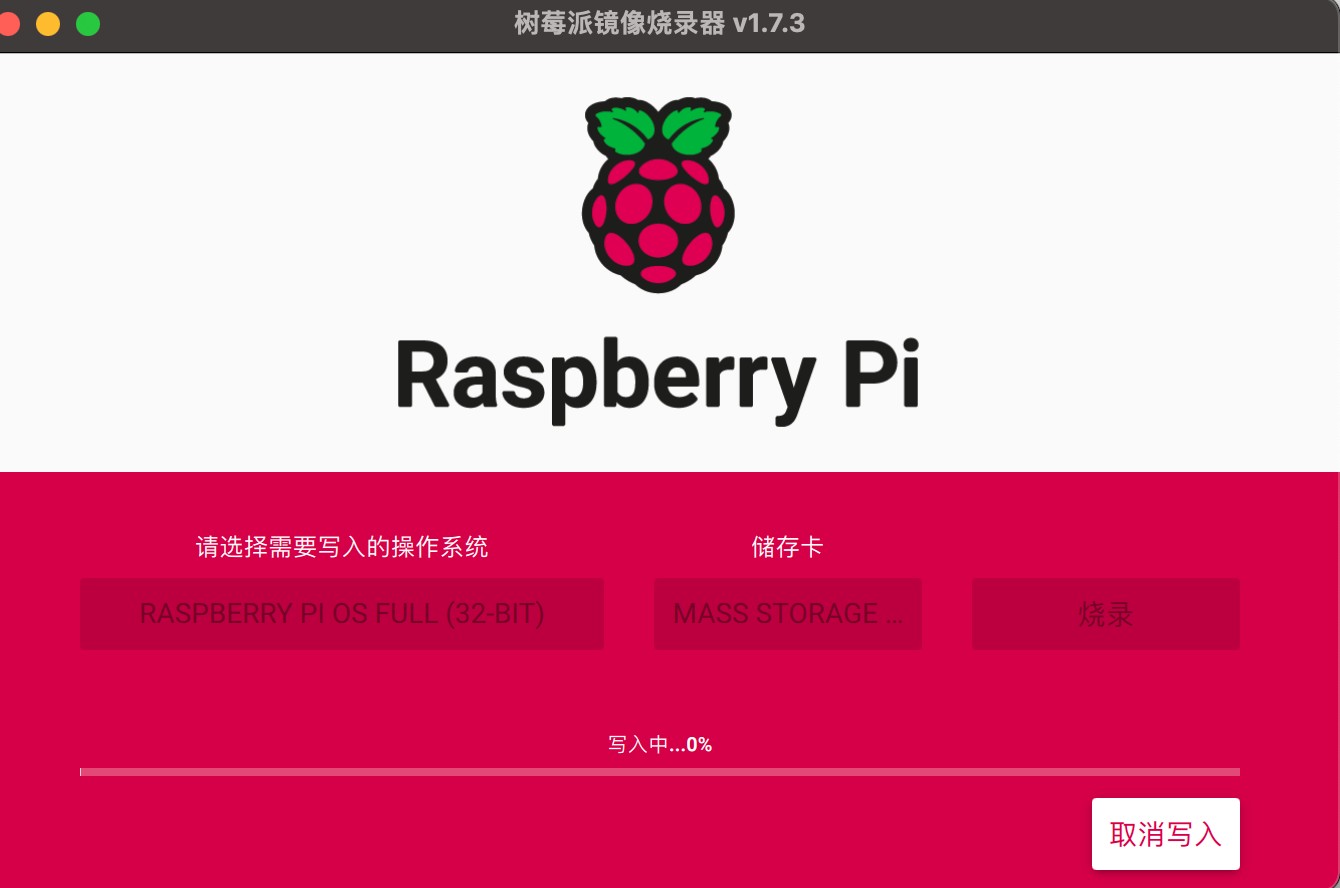 树莓派镜像烧录器 v1.7.3
Raspberry Pi
请选择需要写入的操作系统
储存卡
RASPBERRY PI OS FULL (32-BIT)
MASS STORAGE ...
烧录
写入中...0%
取消写入